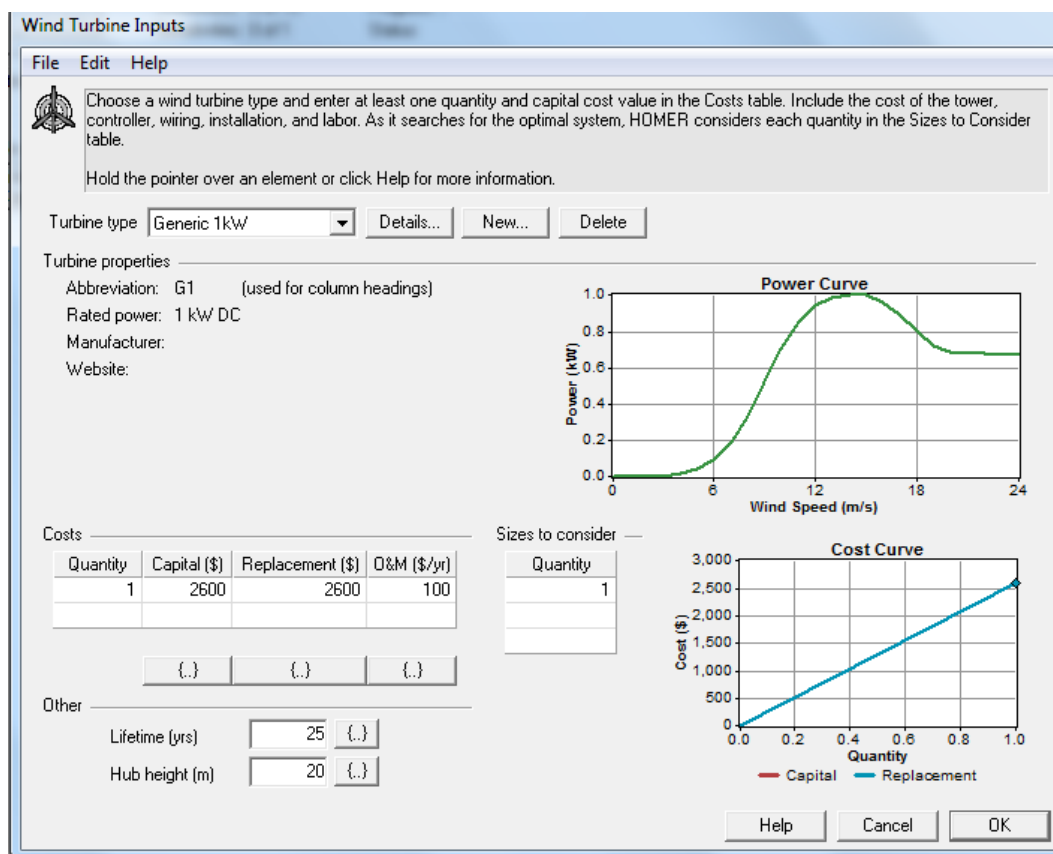 Wind Turbine Inputs
File Edit Help
Choose a wind turbine type and enter at least one quantity and capital cost value in the Costs table. Include the cost of the tower,
controller, wiring, installation, and labor. As it searches for the optimal system, HOMER considers each quantity in the Sizes to Consider
table.
Hold the pointer over an element or click Help for more information.
Turbine type Generic 1kW Details... New... Delete
Turbine properties
Abbreviation: G1 (used for column headings)
Rated power: 1 kW DC
Manufacturer:
Website:
Power Curve
Power (kW)
1.0
0.8
0.6
0.4
0.2
0.0
0 6 12 18 24
Wind Speed (m/s)
Costs
Quantity Capital ($) Replacement ($) O&M ($/yr)
1 2600 2600 100
{..} {..} {..}
Sizes to consider
Quantity
1
Cost Curve
Cost ($)
3,000
2,500
2,000
1,500
1,000
500
0
0.0 0.2 0.4 0.6 0.8 1.0
Quantity
Capital Replacement
Other
Lifetime (yrs) 25 {..}
Hub height (m) 20 {..}
Help Cancel OK